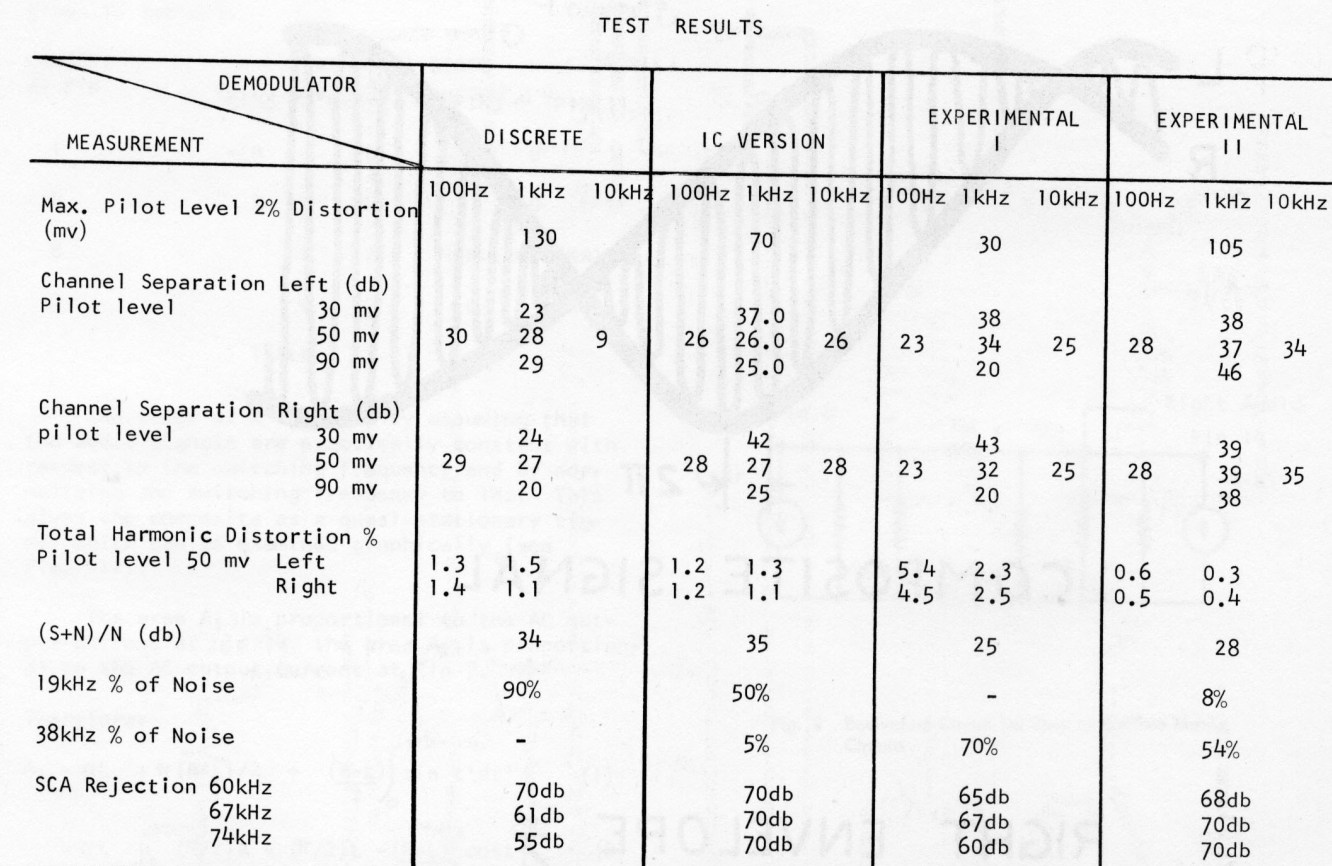 TEST RESULTS
DEMODULATOR
MEASUREMENT DISCRETE IC VERSION EXPERIMENTAL I EXPERIMENTAL II
100Hz 1kHz 10kHz 100Hz 1kHz 10kHz 100Hz 1kHz 10kHz 100Hz 1kHz 10kHz
Max. Pilot Level 2% Distortion
(mv) 130 70 30 105
Channel Separation Left (db)
Pilot level 30 mv 23 37.0 38 38
50 mv 30 28 9 26 26.0 26 23 34 25 28 37 34
90 mv 29 25.0 20 46
Channel Separation Right (db)
pilot level 30 mv 24 42 43 39
50 mv 29 27 28 27 28 23 32 25 28 39 35
90 mv 20 25 20 38
Total Harmonic Distortion %
Pilot level 50 mv Left 1.3 1.5 1.2 1.3 5.4 2.3 0.6 0.3
Right 1.4 1.1 1.2 1.1 4.5 2.5 0.5 0.4
(S+N)/N (db) 34 35 25 28
19kHz % of Noise 90% 50% - 8%
38kHz % of Noise - 5% 70% 54%
SCA Rejection 60kHz 70db 70db 65db 68db
67kHz 61db 70db 67db 70db
74kHz 55db 70db 60db 70db
COMPOSITE SIGNAL
RIGHT ENVELOPE